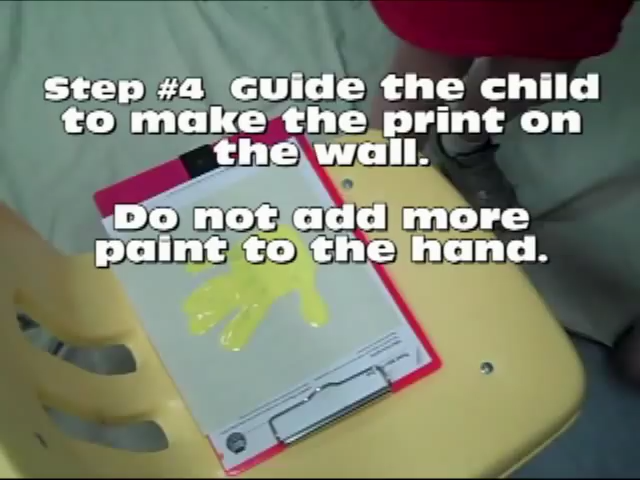 Step #4 Guide the child
to make the print on
the wall.
Do not add more
paint to the hand.